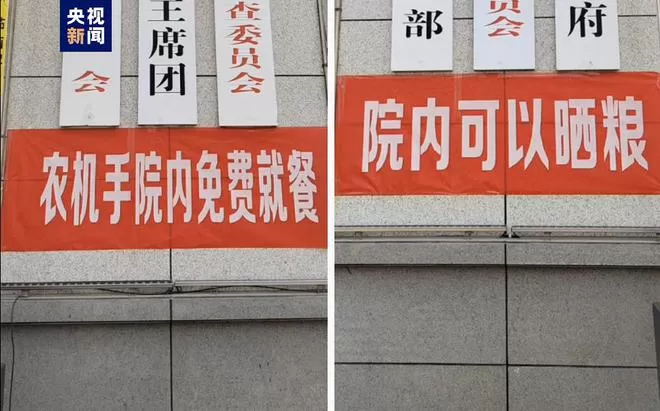 央视
新闻
会
主席团
查委员会
农机手院内免费就餐
部
员会
府
院内可以晒粮